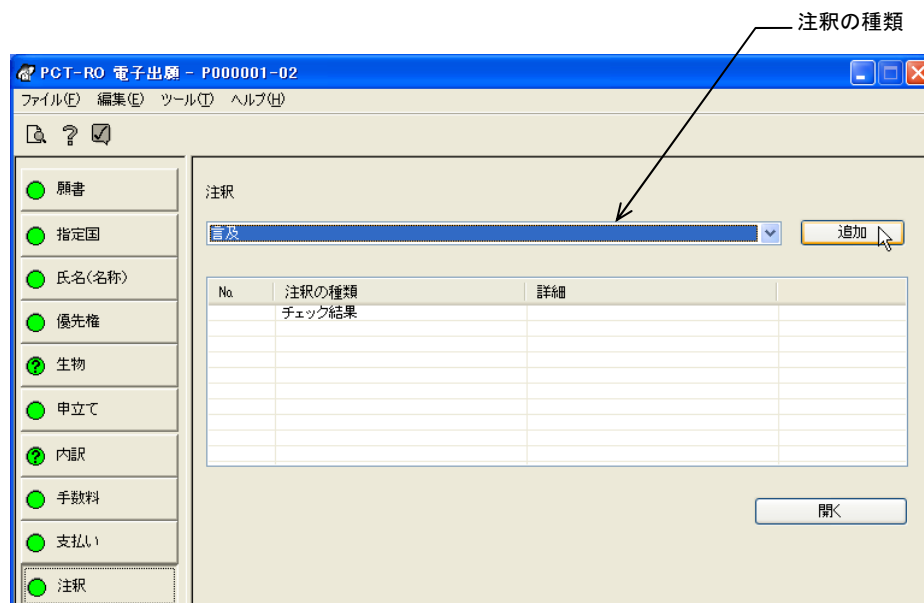 注釈の種類
PCT-RO 電子出願 - P000001-02
ファイル(F) 編集(E) ツール(T) ヘルプ(H)
願書
指定国
氏名(名称)
優先権
生物
申立て
内訳
手数料
支払い
注釈
注釈
言及
追加
No. 注釈の種類 詳細
チェック結果
開く